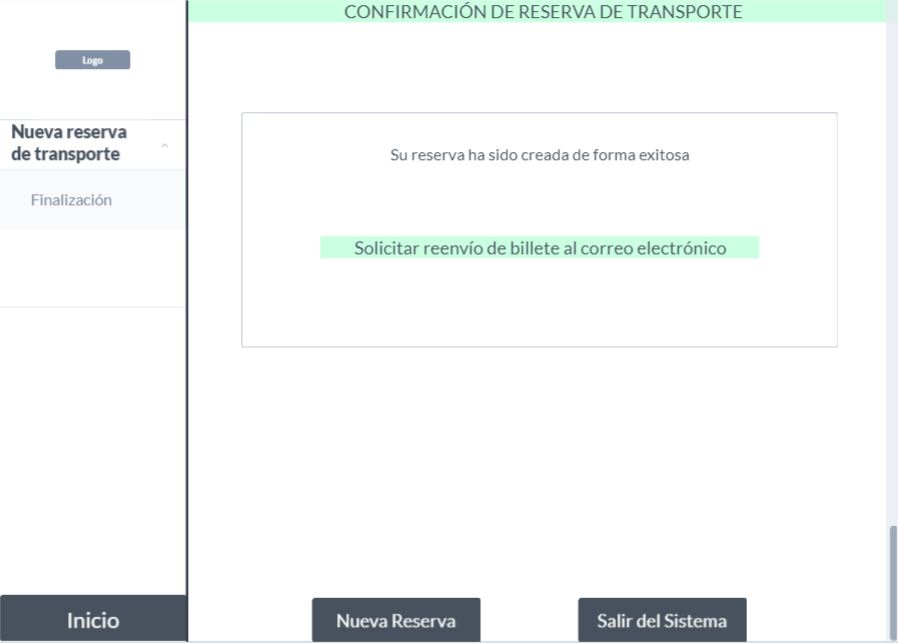 CONFIRMACIÓN DE RESERVA DE TRANSPORTE
Logo
Nueva reserva
de transporte
Finalización
Su reserva ha sido creada de forma exitosa
Solicitar reenvío de billete al correo electrónico
Inicio
Nueva Reserva
Salir del Sistema